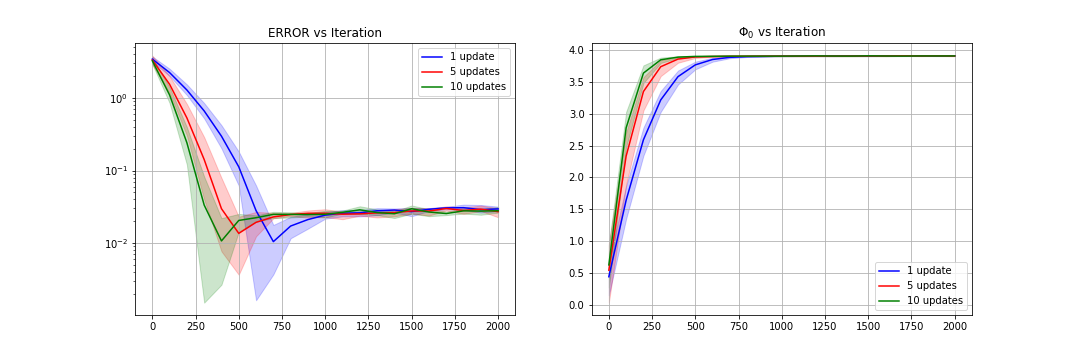 ERROR vs Iteration
10⁰
10⁻¹
10⁻²
0 250 500 750 1000 1250 1500 1750 2000
1 update
5 updates
10 updates
Φ₀ vs Iteration
4.0
3.5
3.0
2.5
2.0
1.5
1.0
0.5
0.0
0 250 500 750 1000 1250 1500 1750 2000
1 update
5 updates
10 updates